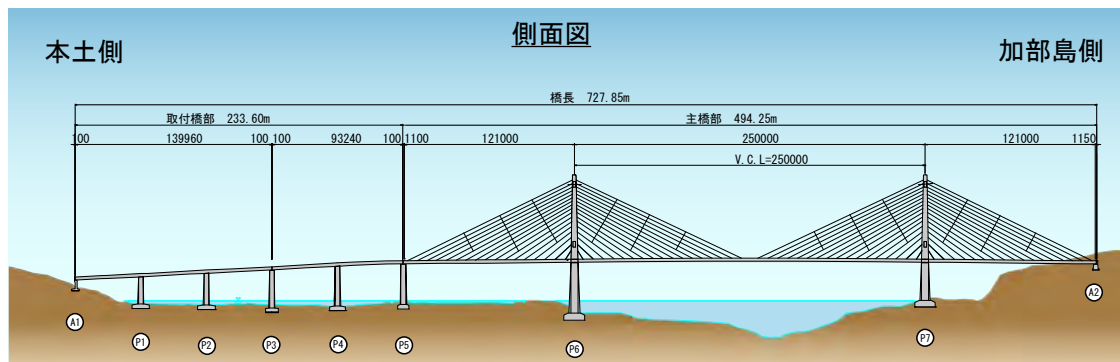 側面図
本土側
加部島側
橋長 727.85m
取付橋部 233.60m
主橋部 494.25m
100 139960 100 100 93240 100 1100 121000 250000 121000 1150
V.C.L=250000
A1 P1 P2 P3 P4 P5 P6 P7 A2